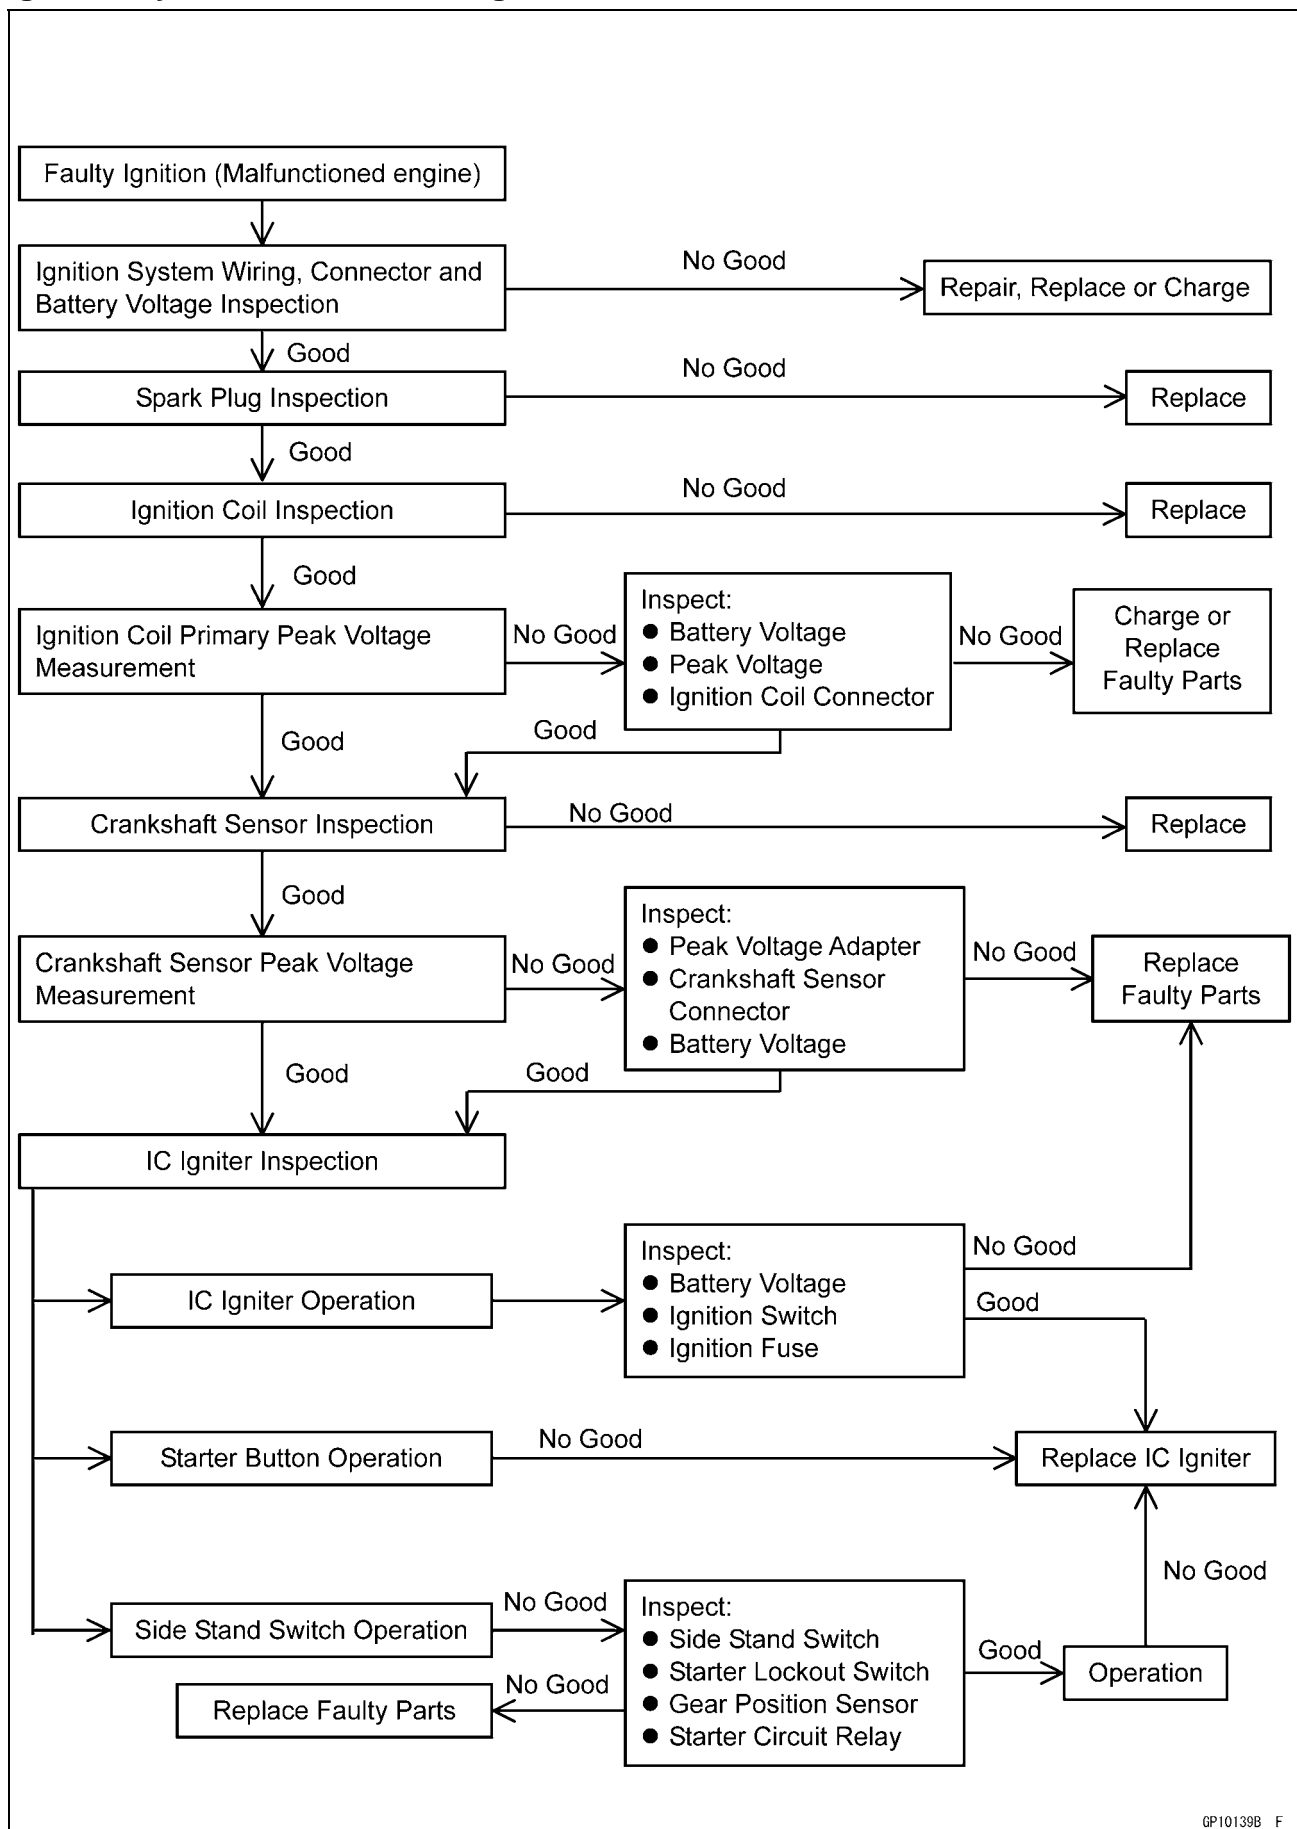 Faulty Ignition (Malfunctioned engine)
Ignition System Wiring, Connector and
Battery Voltage Inspection
No Good
Repair, Replace or Charge
Good
Spark Plug Inspection
No Good
Replace
Good
Ignition Coil Inspection
No Good
Replace
Good
Ignition Coil Primary Peak Voltage
Measurement
No Good
Inspect:
● Battery Voltage
● Peak Voltage
● Ignition Coil Connector
No Good
Charge or
Replace
Faulty Parts
Good
Good
Crankshaft Sensor Inspection
No Good
Replace
Good
Crankshaft Sensor Peak Voltage
Measurement
No Good
Inspect:
● Peak Voltage Adapter
● Crankshaft Sensor
Connector
● Battery Voltage
No Good
Replace
Faulty Parts
Good
Good
IC Igniter Inspection
IC Igniter Operation
Inspect:
● Battery Voltage
● Ignition Switch
● Ignition Fuse
No Good
Good
Starter Button Operation
No Good
Replace IC Igniter
No Good
Side Stand Switch Operation
No Good
Inspect:
● Side Stand Switch
● Starter Lockout Switch
● Gear Position Sensor
● Starter Circuit Relay
Good
Operation
No Good
Replace Faulty Parts
GP10139B F